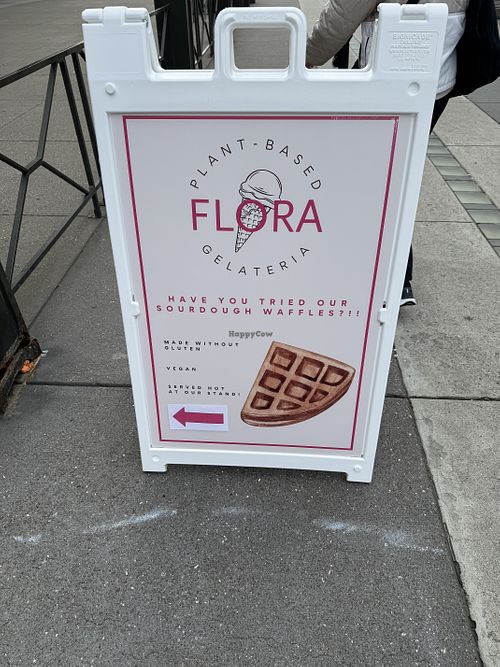 PLANT-BASED
FLORA
GELATERIA
HAVE YOU TRIED OUR
SOURDOUGH WAFFLES?!!
HappyCow
MADE WITHOUT
GLUTEN
VEGAN
SERVED HOT
AT OUR STAND!